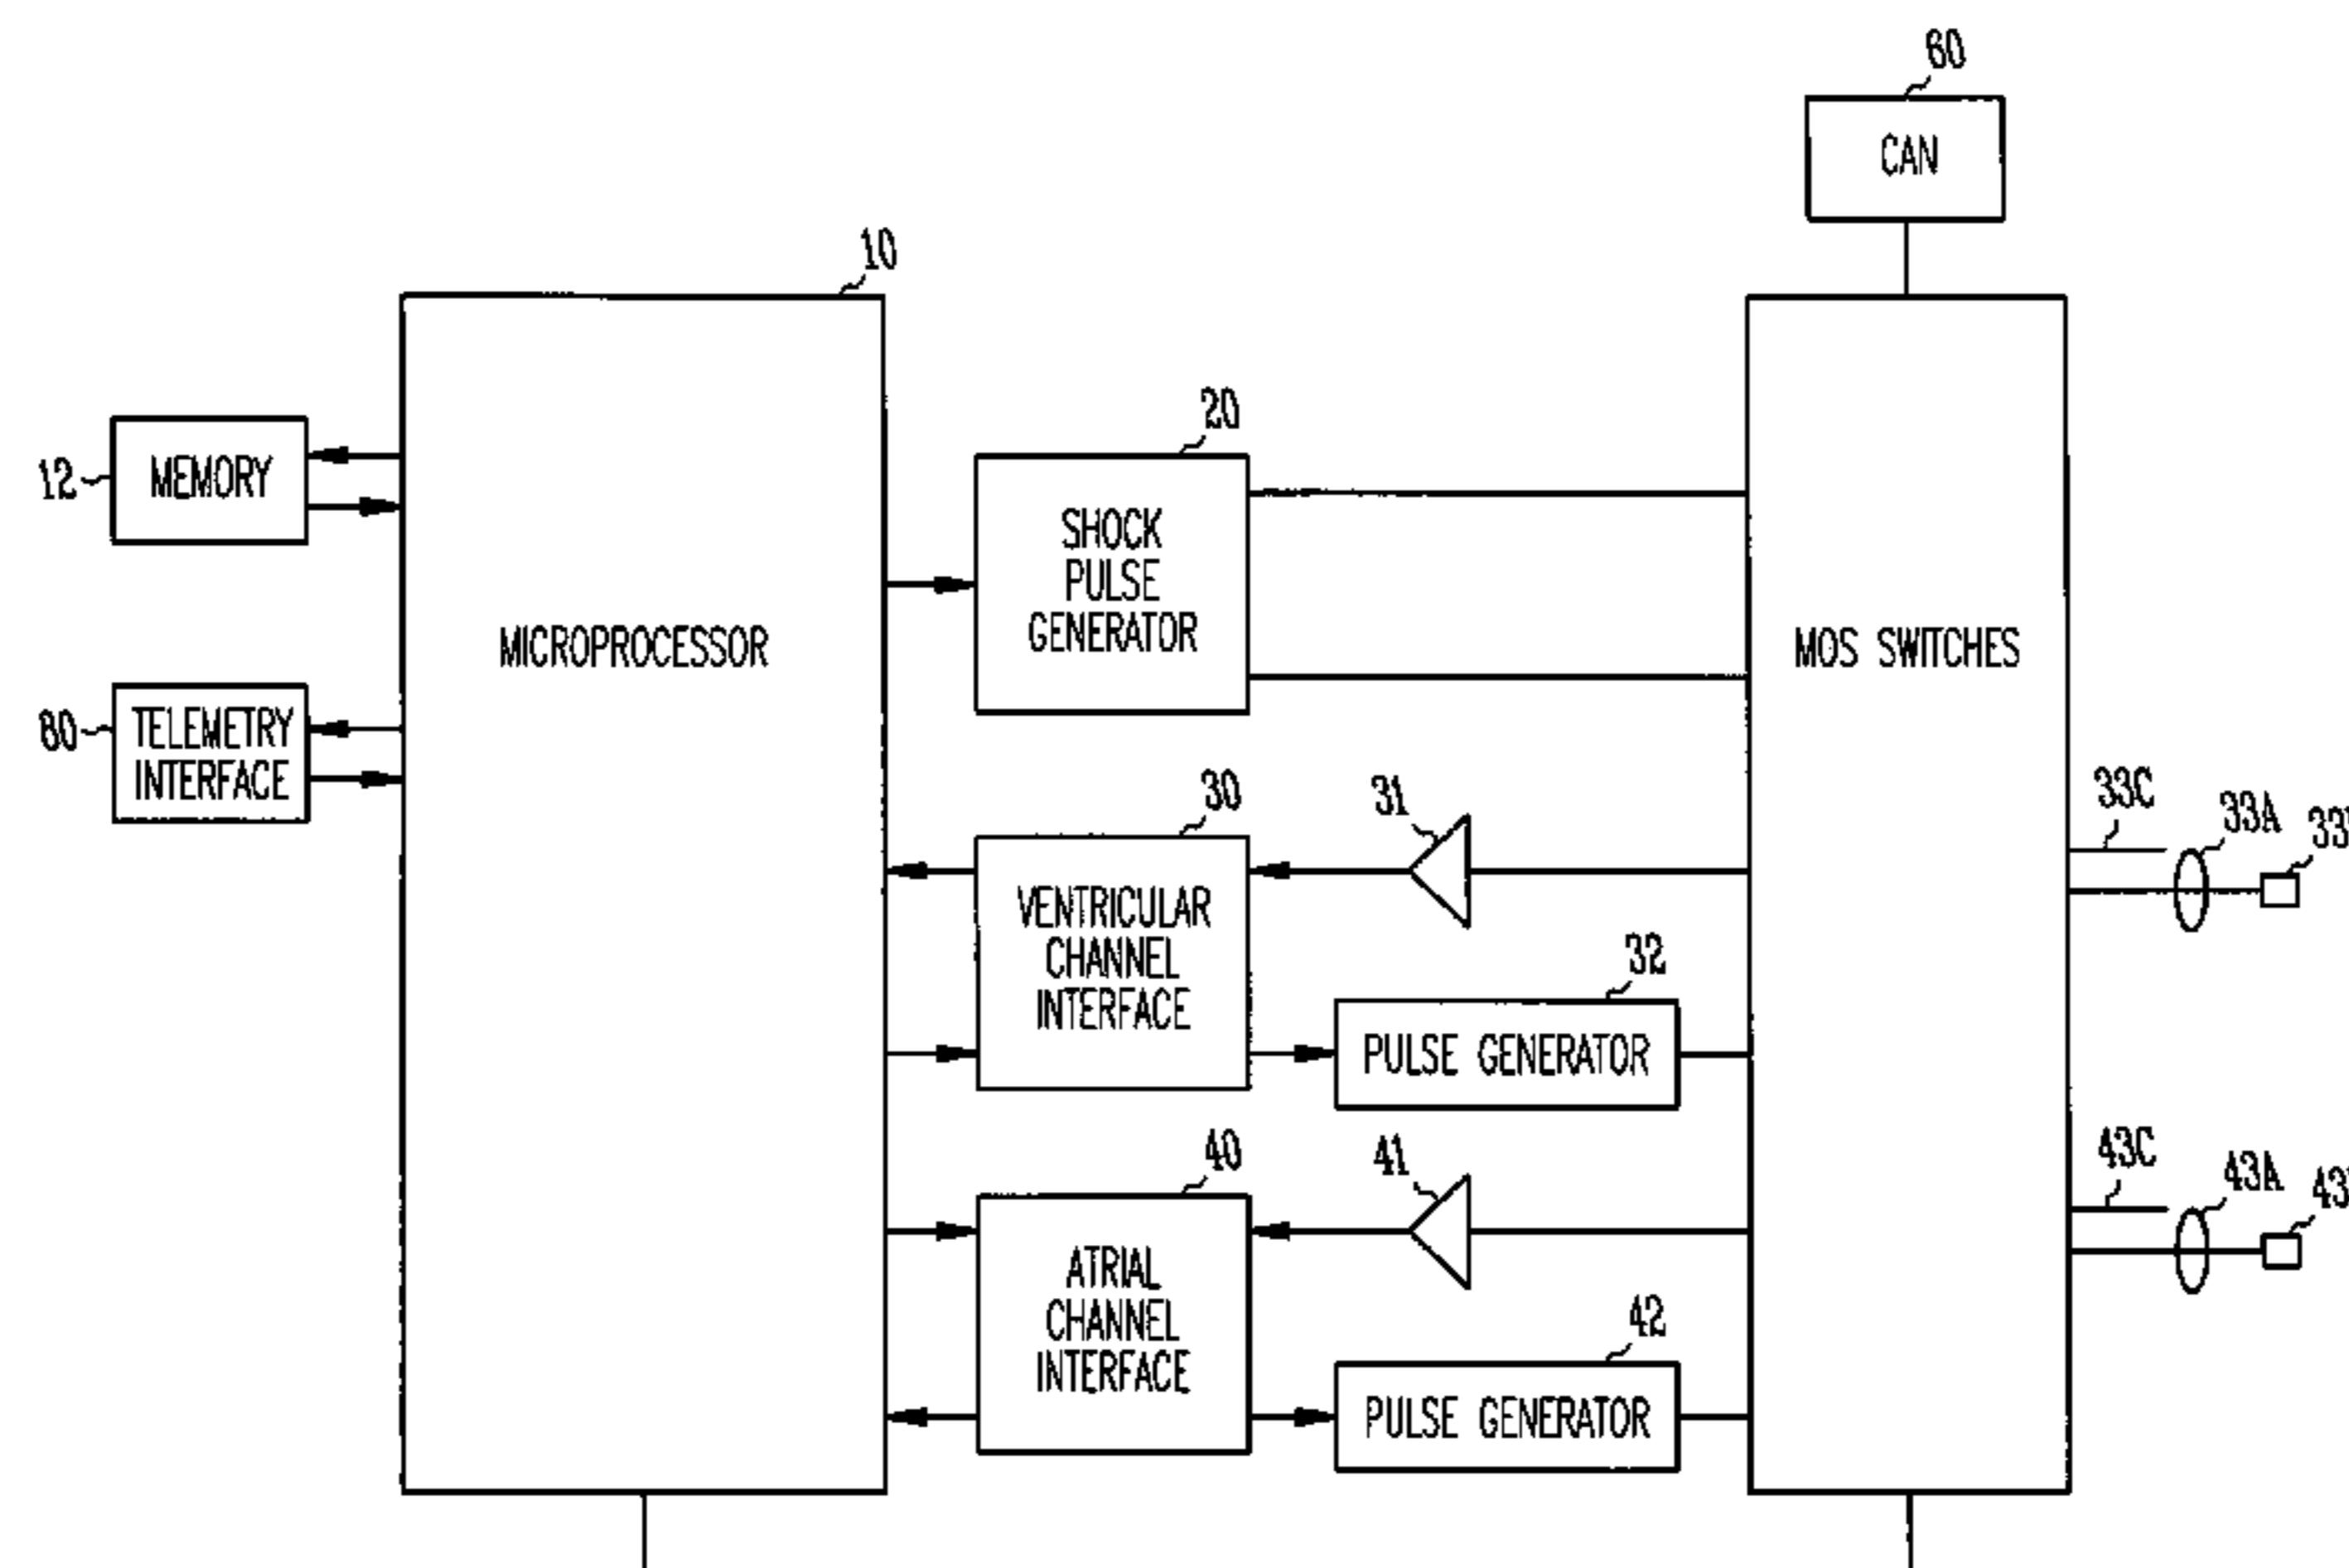 60
CAN
10
20
12
MEMORY
SHOCK
PULSE
GENERATOR
MICROPROCESSOR
MOS SWITCHES
80
TELEMETRY
INTERFACE
30
31
33C
33A
VENTRICULAR
CHANNEL
INTERFACE
32
PULSE GENERATOR
40
41
43C
43A
ATRIAL
CHANNEL
INTERFACE
42
PULSE GENERATOR